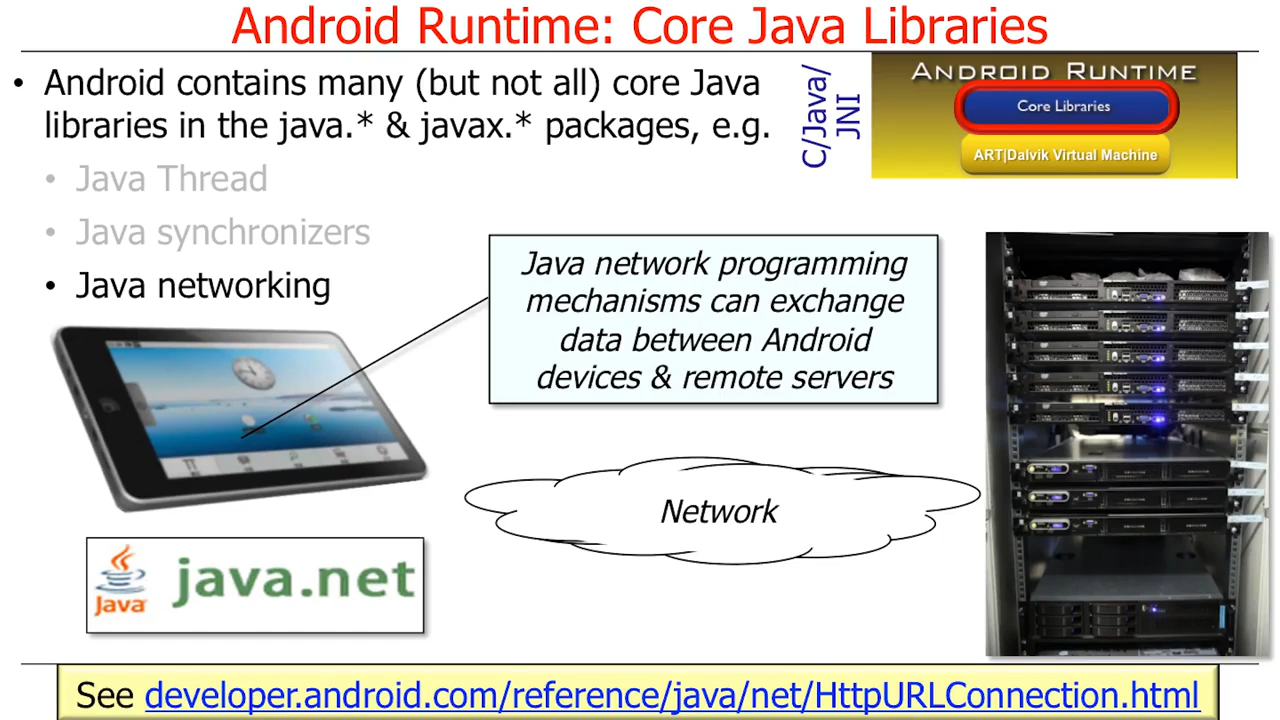 Android Runtime: Core Java Libraries
• Android contains many (but not all) core Java
libraries in the java.* & javax.* packages, e.g.
• Java Thread
• Java synchronizers
• Java networking
C/Java/
JNI
ANDROID RUNTIME
Core Libraries
ART|Dalvik Virtual Machine
Java network programming
mechanisms can exchange
data between Android
devices & remote servers
Network
Java
java.net
See developer.android.com/reference/java/net/HttpURLConnection.html